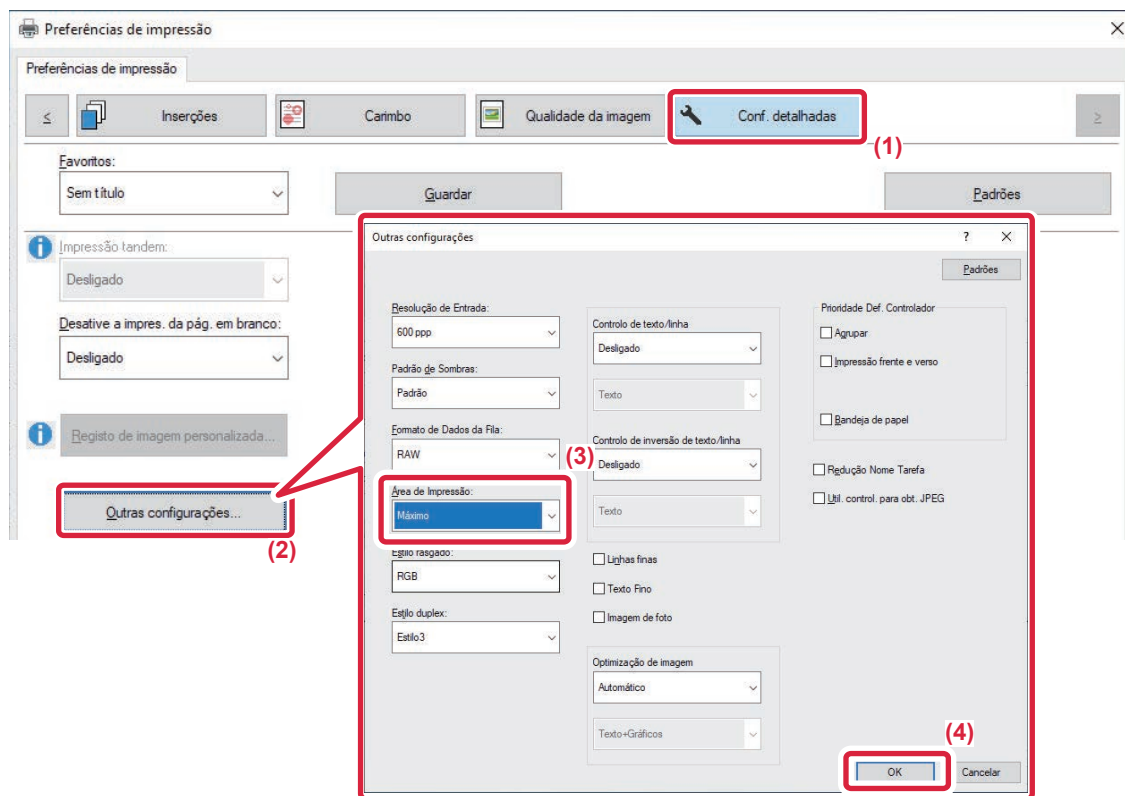 Preferências de impressão
Preferências de impressão
<
Inserções
Carimbo
Qualidade da imagem
Conf. detalhadas
>
(1)
Favoritos:
Sem título
Guardar
Padrões
Impressão tandem:
Desligado
Desative a impres. da pág. em branco:
Desligado
Registo de imagem personalizada...
Outras configurações...
(2)
Outras configurações
?
Padrões
Resolução de Entrada:
600 ppp
Padrão de Sombras:
Padrão
Formato de Dados da Fila:
RAW
(3)
Área de Impressão:
Máximo
Estilo rasgado:
RGB
Estilo duplex:
Estilo3
Controlo de texto/linha
Desligado
Texto
Controlo de inversão de texto/linha
Desligado
Texto
Linhas finas
Texto Fino
Imagem de foto
Optimização de imagem
Automático
Texto+Gráficos
Prioridade Def. Controlador
Agrupar
Impressão frente e verso
Bandeja de papel
Redução Nome Tarefa
Util. control. para obt. JPEG
(4)
OK
Cancelar